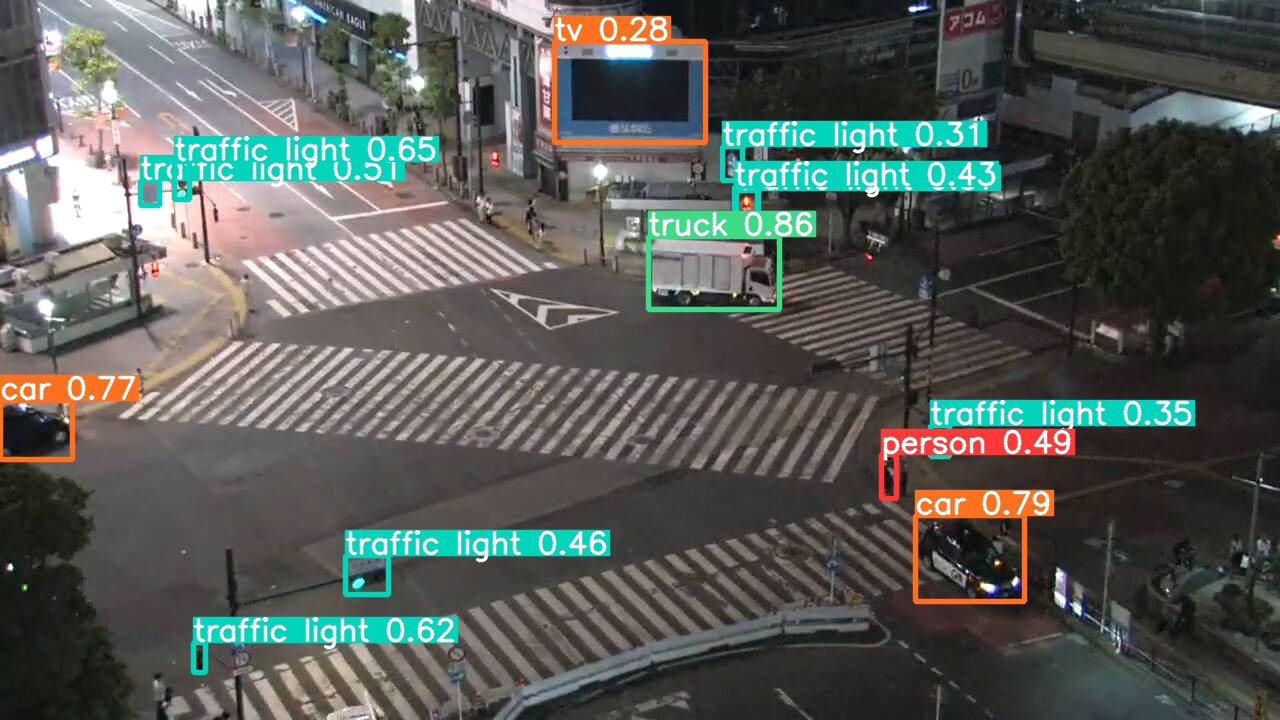 AMERICAN EAGLE
tv 0.28
アコム
traffic light 0.31
traffic light 0.65
traffic light 0.51
traffic light 0.43
truck 0.86
car 0.77
traffic light 0.35
person 0.49
car 0.79
traffic light 0.46
traffic light 0.62